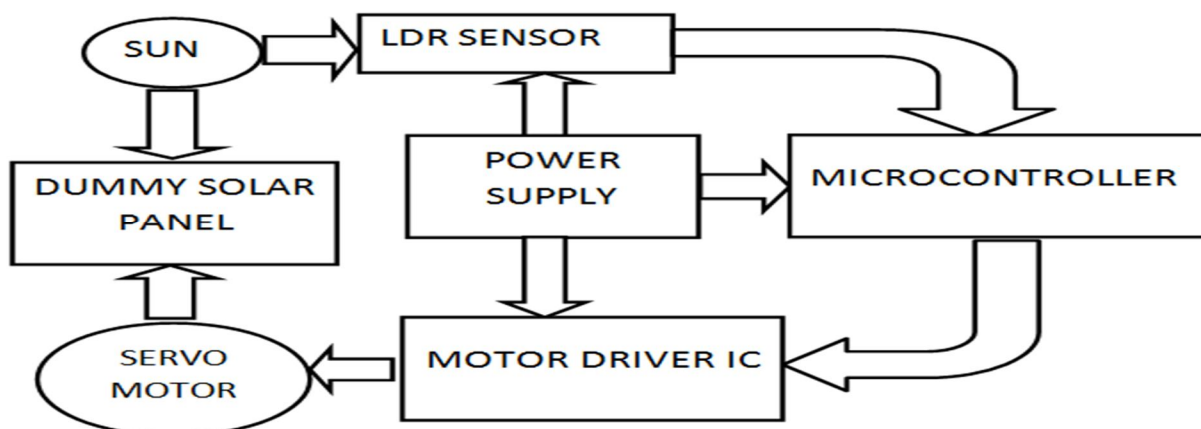 SUN
LDR SENSOR
POWER
SUPPLY
MICROCONTROLLER
DUMMY SOLAR
PANEL
SERVO
MOTOR
MOTOR DRIVER IC